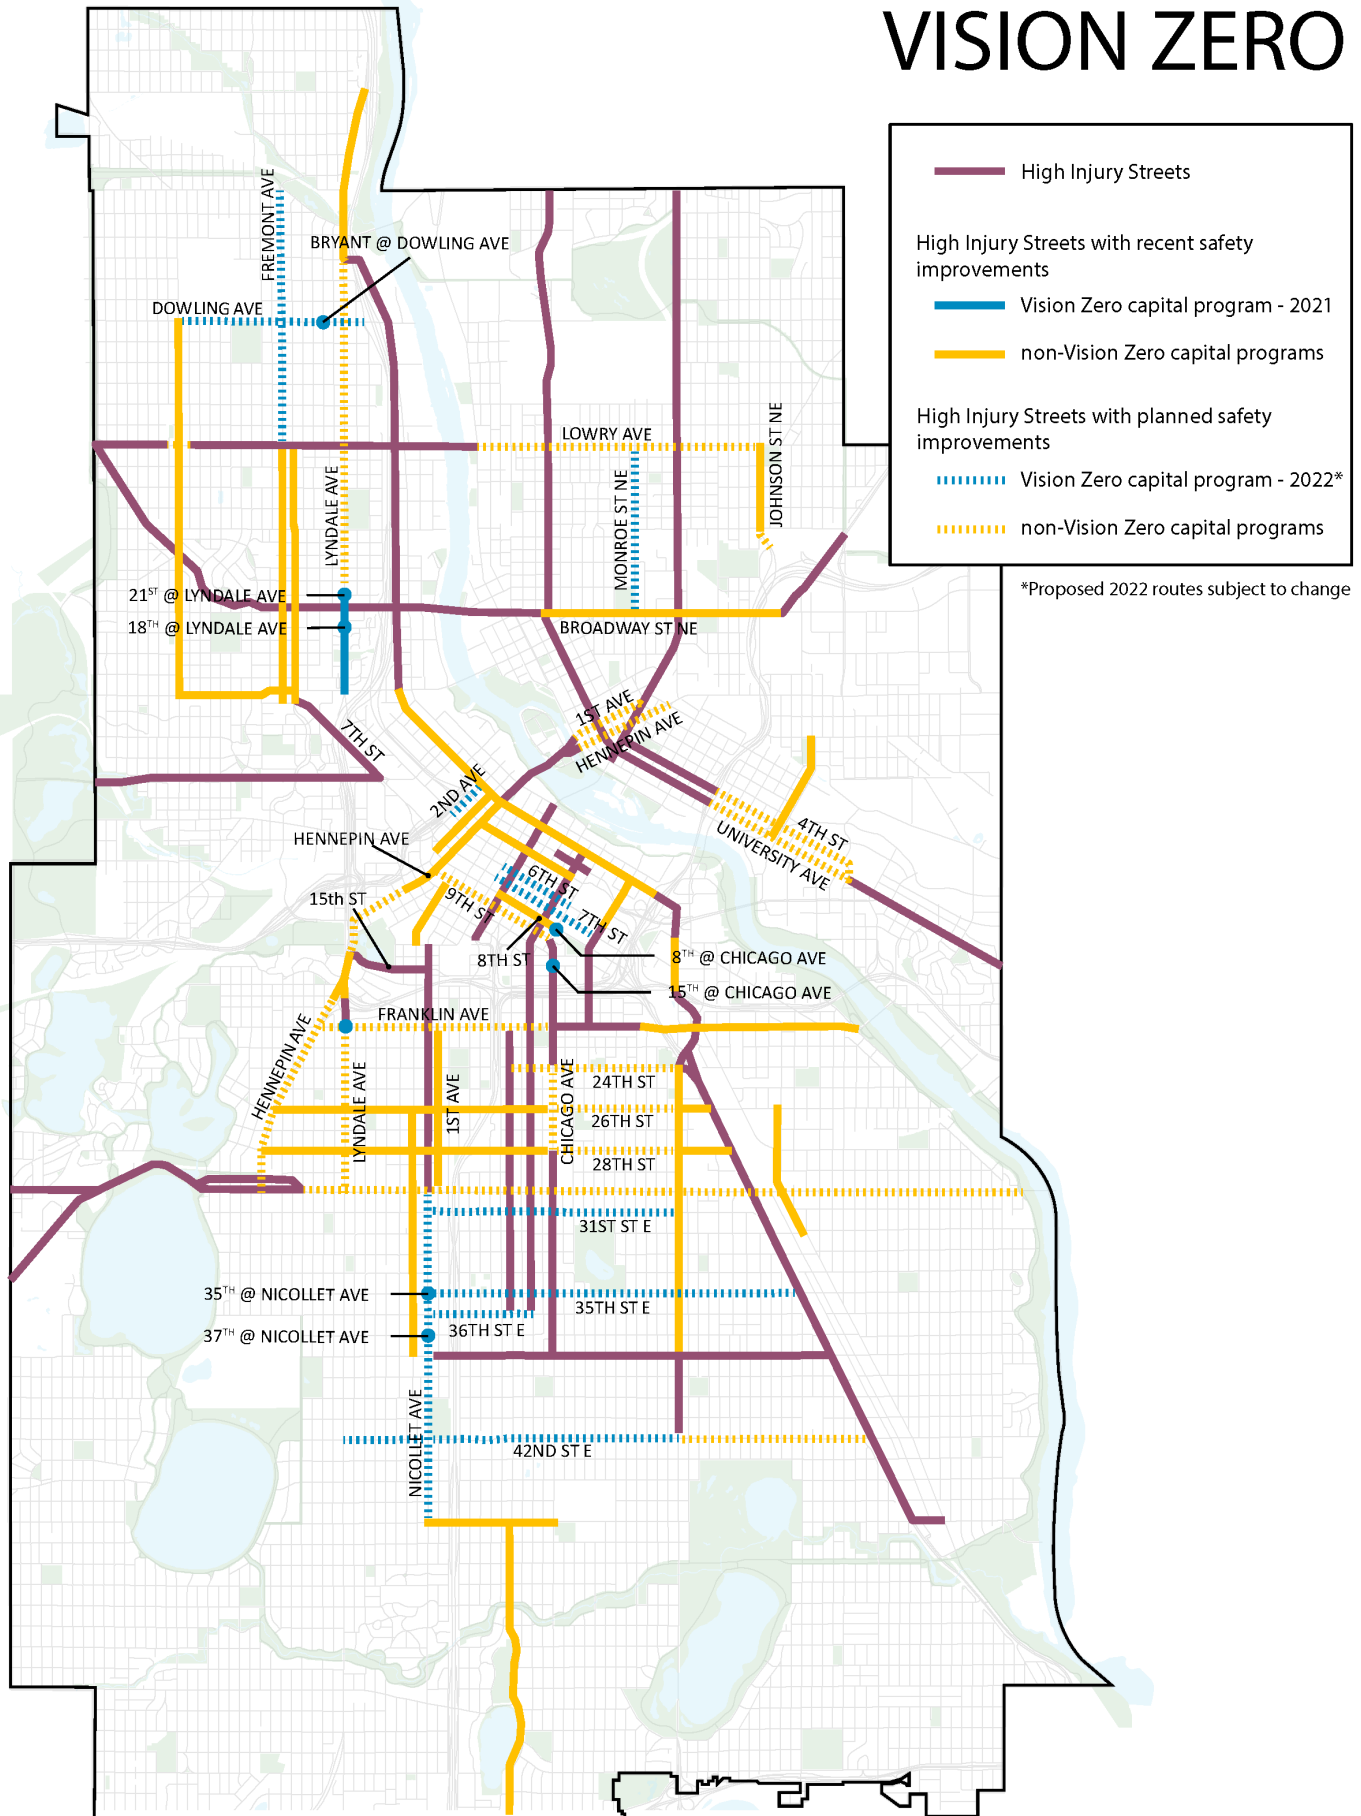 VISION ZERO
High Injury Streets
High Injury Streets with recent safety
improvements
Vision Zero capital program - 2021
non-Vision Zero capital programs
High Injury Streets with planned safety
improvements
Vision Zero capital program - 2022*
non-Vision Zero capital programs
*Proposed 2022 routes subject to change
FREMONT AVE
BRYANT @ DOWLING AVE
DOWLING AVE
LOWRY AVE
JOHNSON ST NE
LYNDALE AVE
MONROE ST NE
21ST @ LYNDALE AVE
18TH @ LYNDALE AVE
BROADWAY ST NE
1ST AVE
HENNEPIN AVE
7TH ST
2ND AVE
4TH ST
UNIVERSITY AVE
HENNEPIN AVE
6TH ST
15th ST
9TH ST
7TH ST
8TH ST
8TH @ CHICAGO AVE
15TH @ CHICAGO AVE
FRANKLIN AVE
HENNEPIN AVE
LYNDALE AVE
1ST AVE
CHICAGO AVE
24TH ST
26TH ST
28TH ST
31ST ST E
35TH @ NICOLLET AVE
35TH ST E
37TH @ NICOLLET AVE
36TH ST E
NICOLLET AVE
42ND ST E